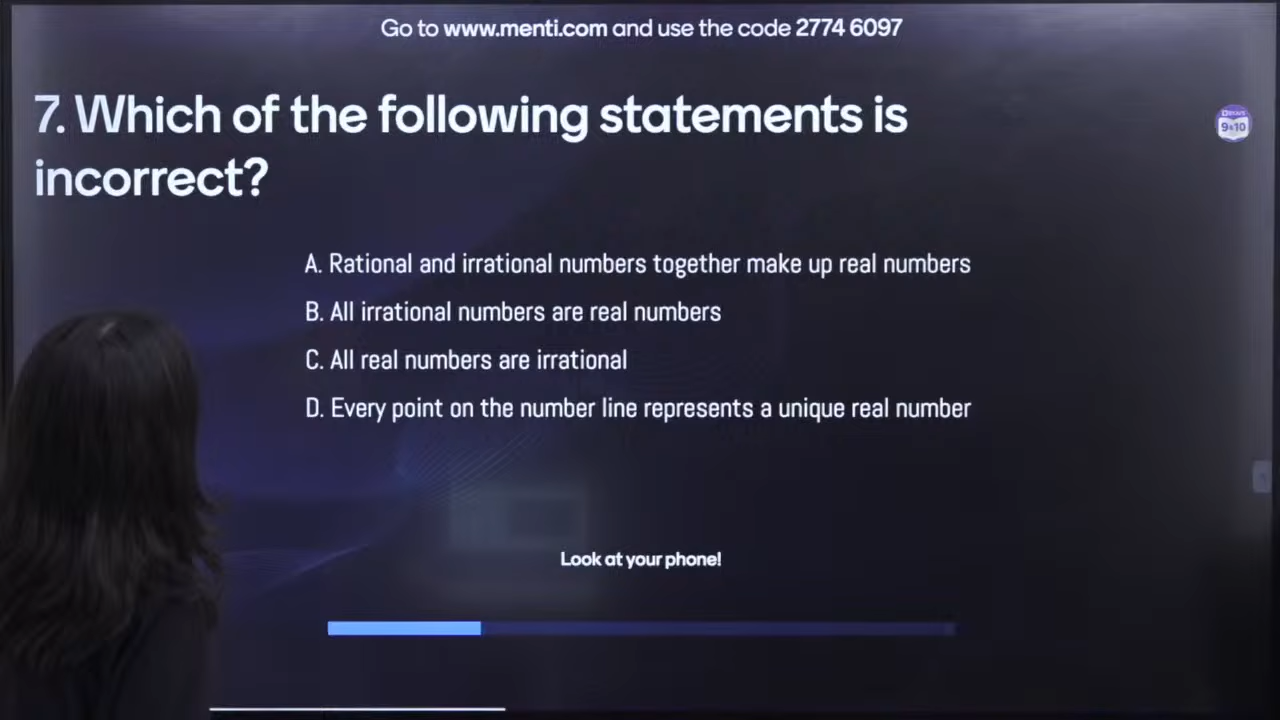 Go to www.menti.com and use the code 2774 6097
7. Which of the following statements is
incorrect?
9&10
A. Rational and irrational numbers together make up real numbers
B. All irrational numbers are real numbers
C. All real numbers are irrational
D. Every point on the number line represents a unique real number
Look at your phone!